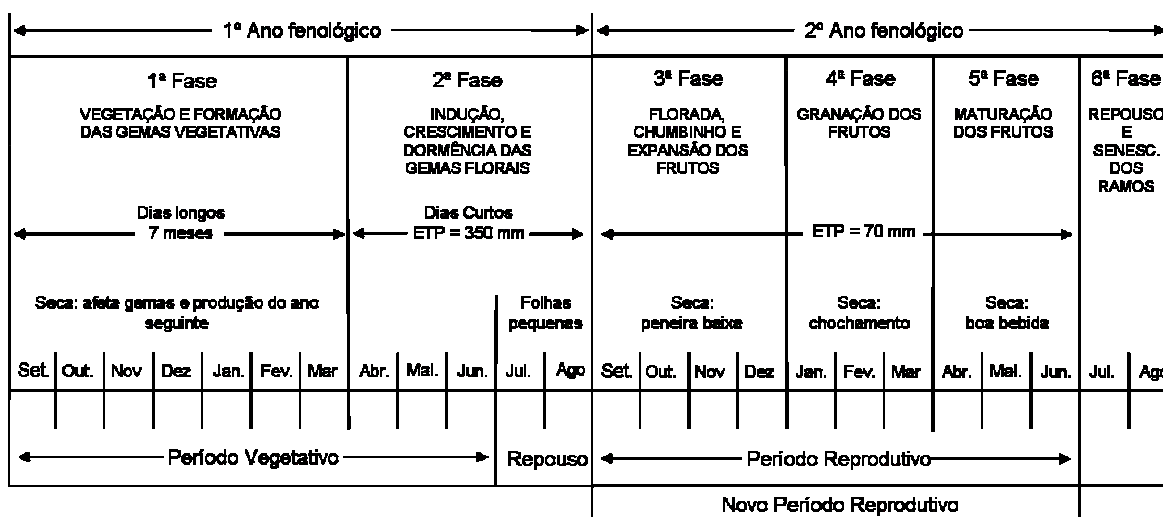 1º Ano fenológico
2º Ano fenológico
1ª Fase
VEGETAÇÃO E FORMAÇÃO
DAS GEMAS VEGETATIVAS
2ª Fase
INDUÇÃO,
CRESCIMENTO E
DORMÊNCIA DAS
GEMAS FLORAIS
3ª Fase
FLORADA,
CHUMBINHO E
EXPANSÃO DOS
FRUTOS
4ª Fase
GRANAÇÃO DOS
FRUTOS
5ª Fase
MATURAÇÃO
DOS FRUTOS
6ª Fase
REPOUSO
E
SENESC.
DOS
RAMOS
Dias longos
7 meses
Dias Curtos
ETP = 350 mm
ETP = 70 mm
Seca: afeta gemas e produção do ano
seguinte
Folhas
pequenas
Seca:
peneira baixa
Seca:
chochamento
Seca:
boa bebida
Set. Out. Nov Dez Jan. Fev. Mar Abr. Mai. Jun. Jul. Ago Set. Out. Nov Dez Jan. Fev. Mar Abr. Mai. Jun. Jul. Ago
Período Vegetativo
Repouso
Período Reprodutivo
Novo Período Reprodutivo